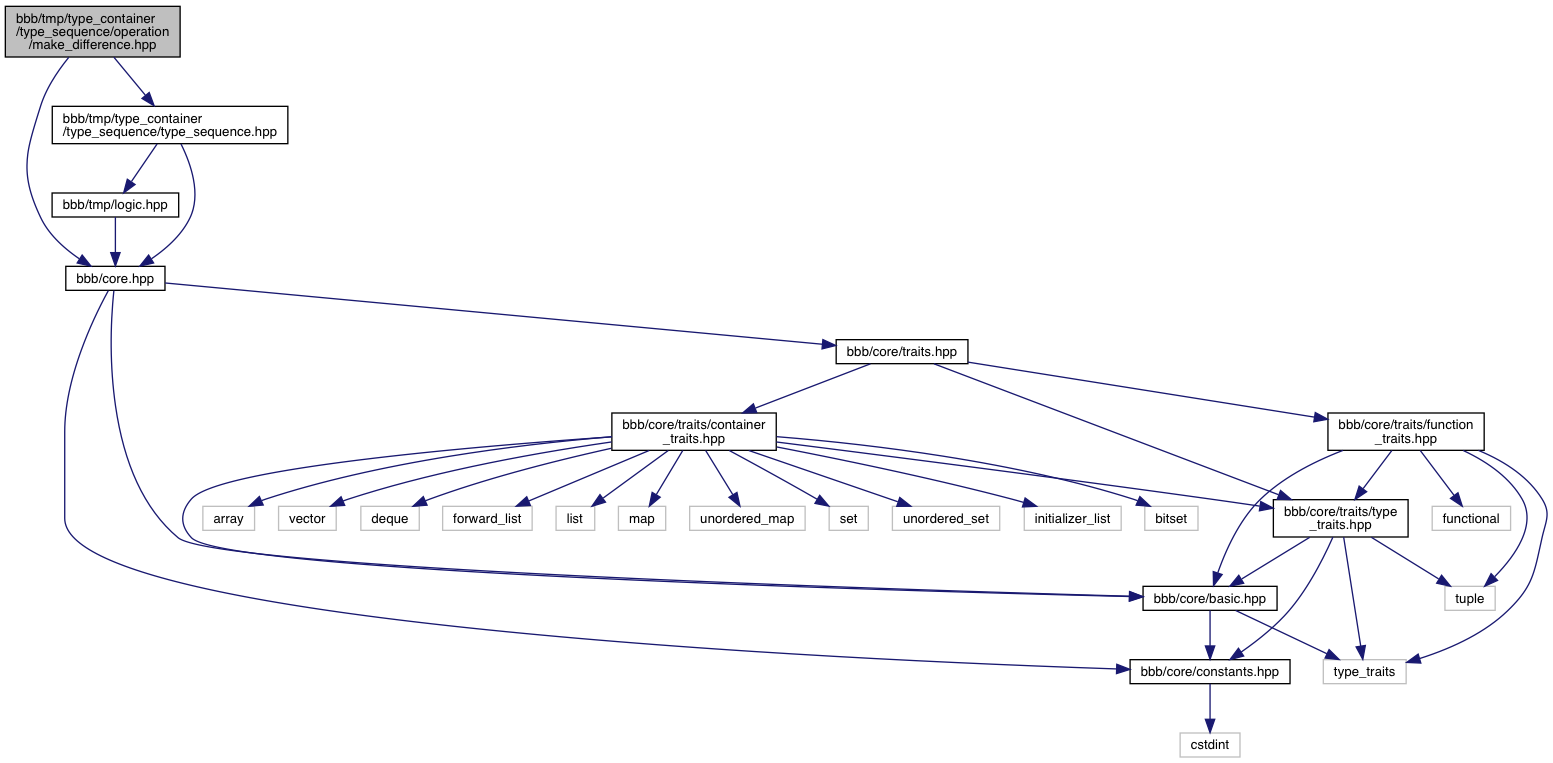 bbb/tmp/type_container
/type_sequence/operation
/make_difference.hpp
bbb/tmp/type_container
/type_sequence/type_sequence.hpp
bbb/tmp/logic.hpp
bbb/core.hpp
bbb/core/traits.hpp
bbb/core/traits/container
_traits.hpp
bbb/core/traits/function
_traits.hpp
array
vector
deque
forward_list
list
map
unordered_map
set
unordered_set
initializer_list
bitset
bbb/core/traits/type
_traits.hpp
functional
bbb/core/basic.hpp
tuple
bbb/core/constants.hpp
type_traits
cstdint